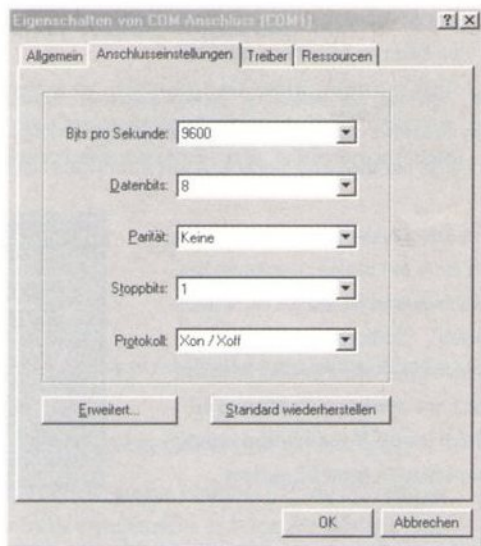 Eigenschaften von COM-Anschluss (COM1)
Allgemein Anschlusseinstellungen Treiber Ressourcen
Bits pro Sekunde: 9600
Datenbits: 8
Parität: Keine
Stoppbits: 1
Protokoll: Xon / Xoff
Erweitert... Standard wiederherstellen
OK Abbrechen